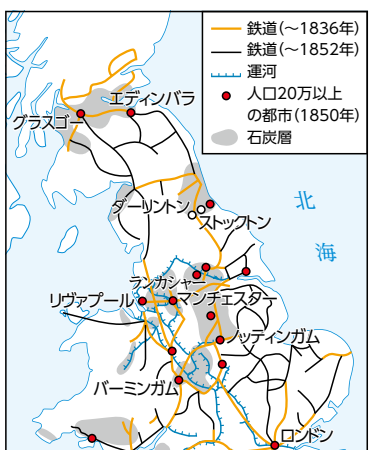 鉄道(〜1836年)
鉄道(〜1852年)
運河
人口20万以上
の都市(1850年)
石炭層
エディンバラ
グラスゴー
北
海
ダーリントン
ストックトン
ランカシャー
リヴァプール
マンチェスター
ノッティンガム
バーミンガム
ロンドン